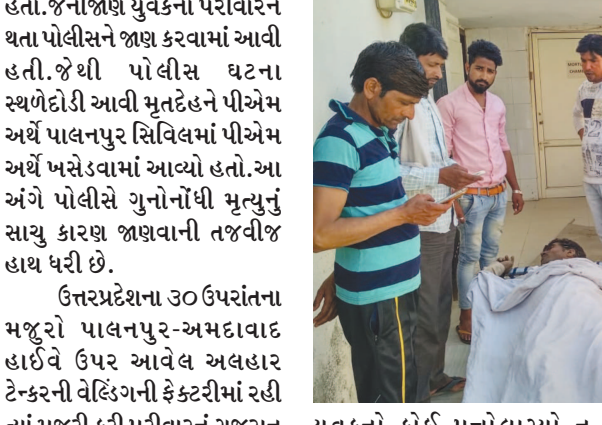 હતો.જેનીજાણ યુવકના પરીવારને
થતા પોલીસને જાણ કરવામાં આવી
હતી.જેથી પોલીસ ઘટના
સ્થળેદોડી આવી મૃતદેહને પીએમ
અર્થે પાલનપુર સિવિલમાં પીએમ
અર્થે ખસેડવામાં આવ્યો હતો.આ
અંગે પોલીસે ગુનોનોંધી મૃત્યુનું
સાચુ કારણ જાણવાની તજવીજ
હાથ ધરી છે.
ઉત્તરપ્રદેશના ૩૦ ઉપરાંતના
મજુરો પાલનપુર-અમદાવાદ
હાઈવે ઉપર આવેલ અલહાર
ટેન્કરની વેલ્ડિંગની ફેક્ટરીમાં રહી